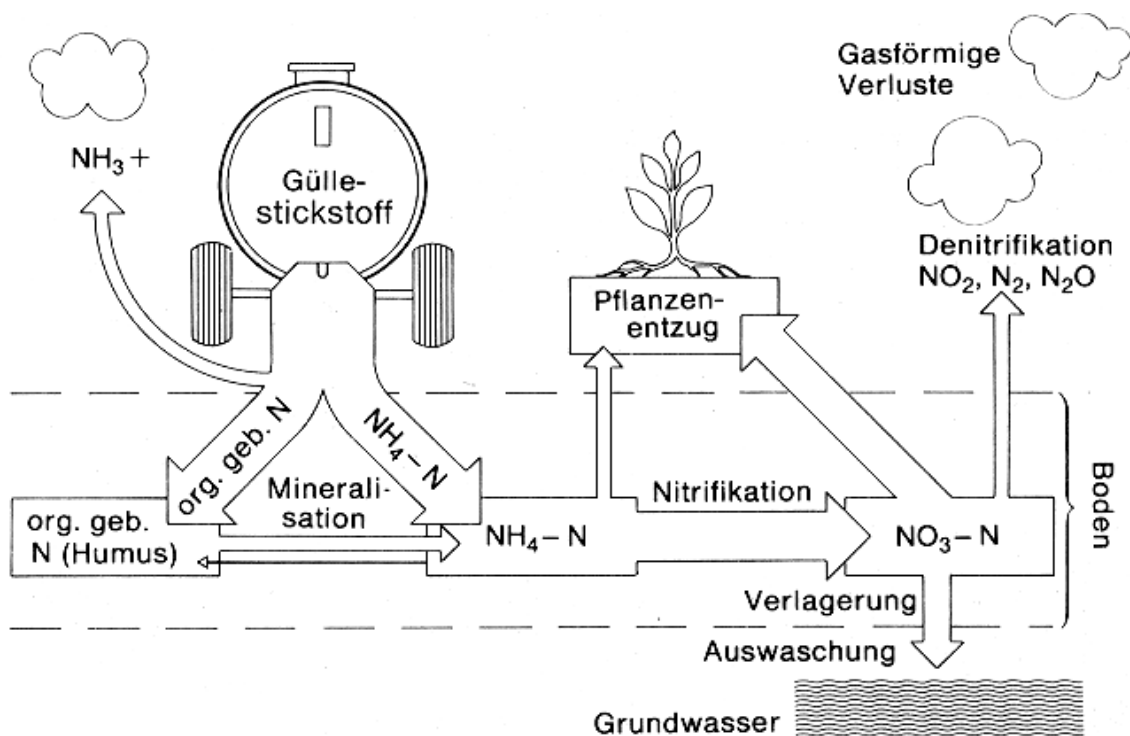 Gasförmige
Verluste
NH₃ +
Gülle-
stickstoff
Denitrifikation
NO₂, N₂, N₂O
Pflanzen-
entzug
org. geb. N
NH₄ – N
Minerali-
sation
Nitrifikation
org. geb.
N (Humus)
NH₄ – N
NO₃ – N
Boden
Verlagerung
Auswaschung
Grundwasser